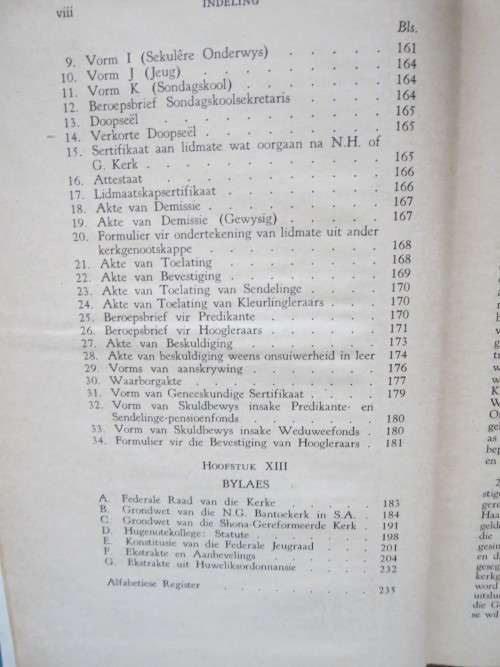 viii
INDELING
Bls.
9. Vorm I (Sekulêre Onderwys) . . . . . 161
10. Vorm J (Jeug) . . . . . . . 164
11. Vorm K (Sondagskool) . . . . . . 164
12. Beroepsbrief Sondagskoolsekretaris . . . . 164
13. Doopseël . . . . . . . . 165
14. Verkorte Doopseël . . . . . . . 165
15. Sertifikaat aan lidmate wat oorgaan na N.H. of
G. Kerk . . . . . . . . 165
16. Attestaat . . . . . . . . 166
17. Lidmaatskapsertifikaat . . . . . . 166
18. Akte van Demissie . . . . . . . 167
19. Akte van Demissie (Gewysig) . . . . . 167
20. Formulier vir ondertekening van lidmate uit ander
kerkgenootskappe . . . . . . 168
21. Akte van Toelating . . . . . . 168
22. Akte van Bevestiging . . . . . . 169
23. Akte van Toelating van Sendelinge . . . . 170
24. Akte van Toelating van Kleurlingleraars . . . 170
25. Beroepsbrief vir Predikante . . . . . 170
26. Beroepsbrief vir Hoogleraars . . . . . 171
27. Akte van Beskuldiging . . . . . . 173
28. Akte van beskuldiging weens onsuiwerheid in leer 174
29. Vorms van aanskrywing . . . . . . 176
30. Waarborgakte . . . . . . . 177
31. Vorm van Geneeskundige Sertifikaat . . . . 179
32. Vorm van Skuldbewys insake Predikante- en
Sendelinge-pensioenfonds . . . . . 180
33. Vorm van Skuldbewys insake Weduweefonds . 180
34. Formulier vir die Bevestiging van Hoogleraars . 181
HOOFSTUK XIII
BYLAES
A. Federale Raad van die Kerke . . . . . 183
B. Grondwet van die N.G. Bantoekerk in S.A. . . 184
C. Grondwet van die Shona-Gereformeerde Kerk . 191
D. Hugenotekollege: Statute . . . . . 198
E. Konstitusie van die Federale Jeugraad . . . 201
F. Ekstrakte en Aanbevelings . . . . . 204
G. Ekstrakte uit Huweliksordonnansie . . . . 232
Alfabetiese Register . . . . . . . 235